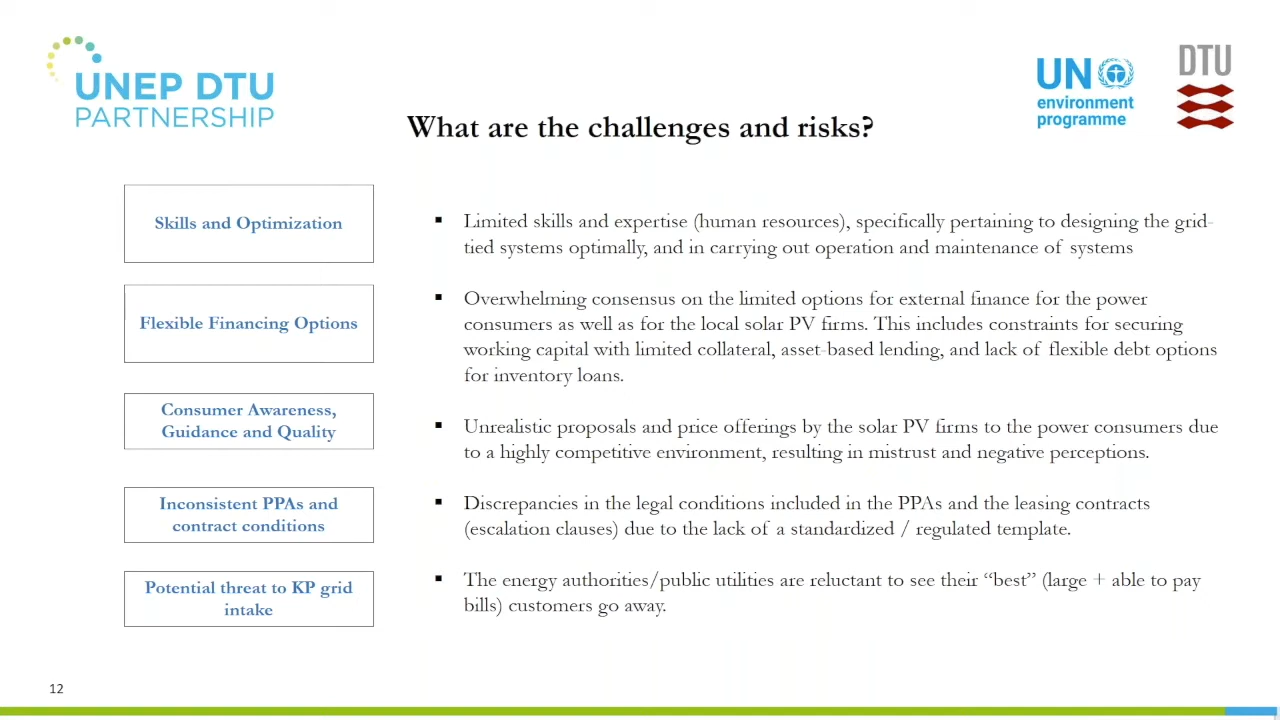 UNEP DTU
PARTNERSHIP
UN
environment
programme
DTU
What are the challenges and risks?
Skills and Optimization
▪ Limited skills and expertise (human resources), specifically pertaining to designing the grid-
tied systems optimally, and in carrying out operation and maintenance of systems
Flexible Financing Options
▪ Overwhelming consensus on the limited options for external finance for the power
consumers as well as for the local solar PV firms. This includes constraints for securing
working capital with limited collateral, asset-based lending, and lack of flexible debt options
for inventory loans.
Consumer Awareness,
Guidance and Quality
▪ Unrealistic proposals and price offerings by the solar PV firms to the power consumers due
to a highly competitive environment, resulting in mistrust and negative perceptions.
Inconsistent PPAs and
contract conditions
▪ Discrepancies in the legal conditions included in the PPAs and the leasing contracts
(escalation clauses) due to the lack of a standardized / regulated template.
Potential threat to KP grid
intake
▪ The energy authorities/public utilities are reluctant to see their “best” (large + able to pay
bills) customers go away.
12